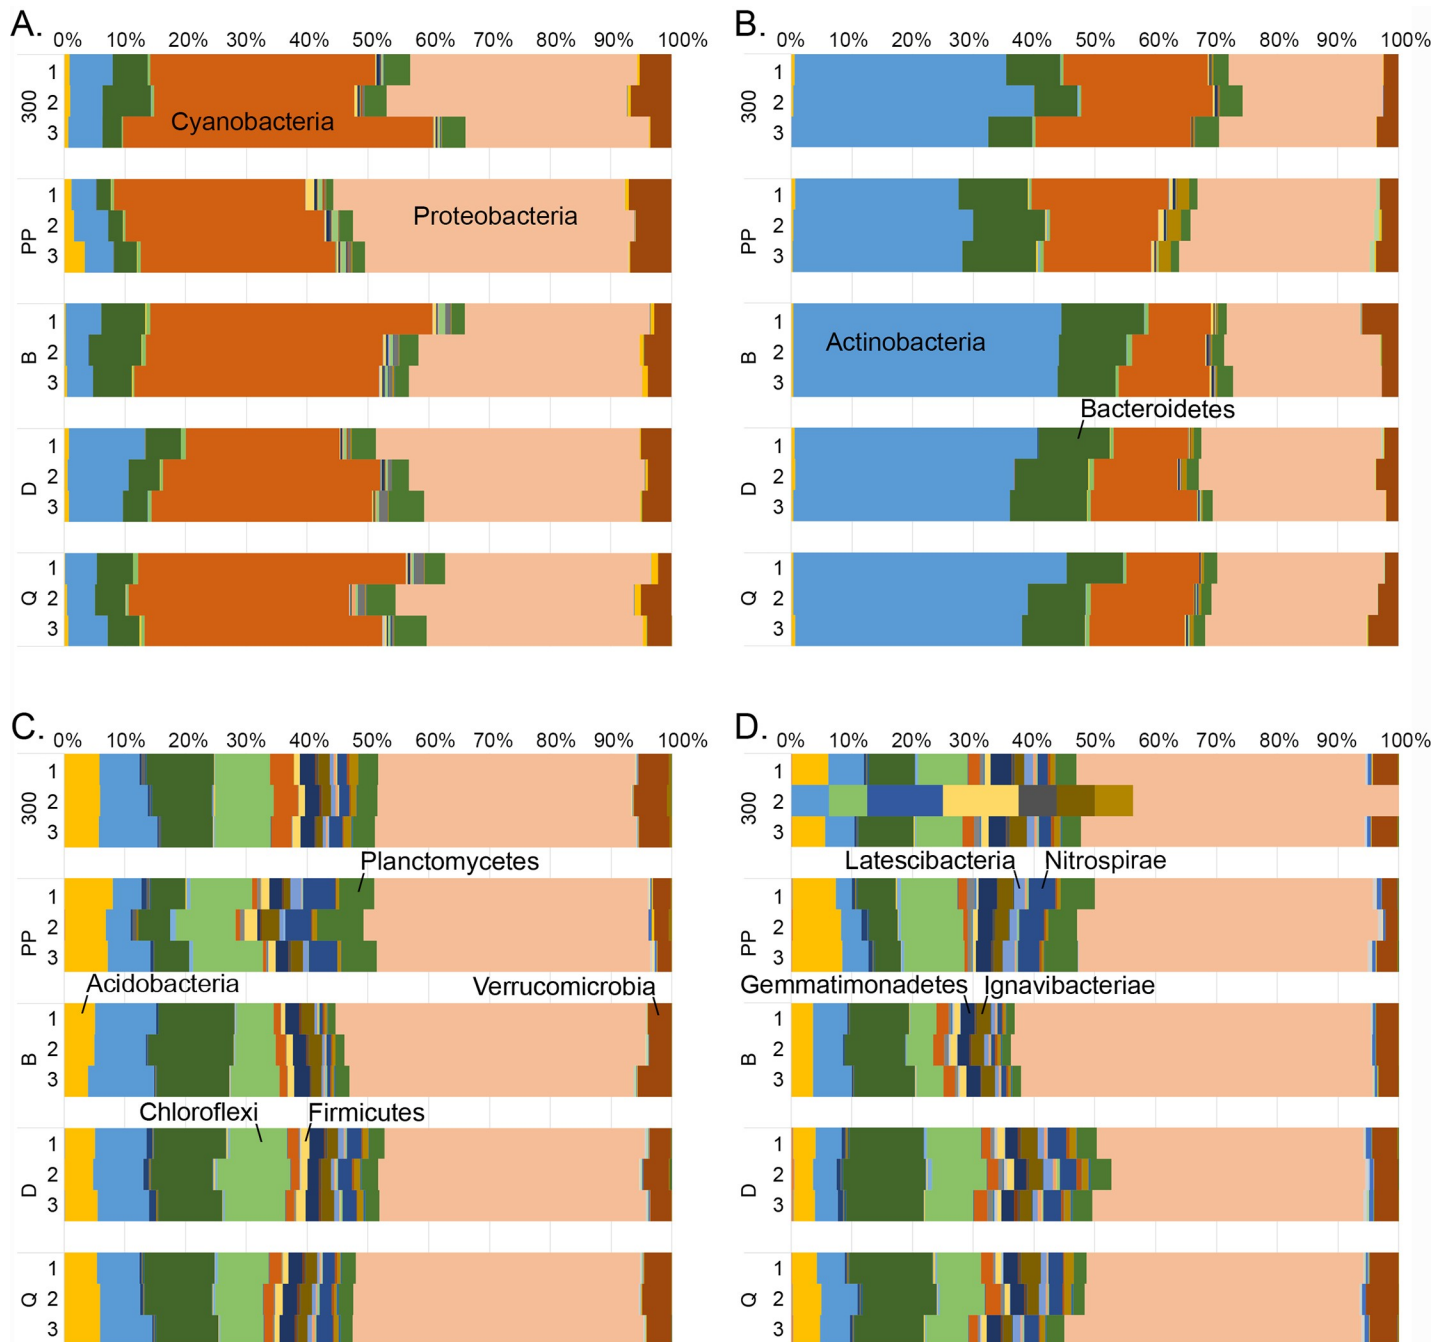 A.
0% 10% 20% 30% 40% 50% 60% 70% 80% 90% 100%
300
1
2
3
Cyanobacteria
PP
1
2
3
Proteobacteria
B
1
2
3
D
1
2
3
Q
1
2
3
B.
0% 10% 20% 30% 40% 50% 60% 70% 80% 90% 100%
300
1
2
3
PP
1
2
3
B
1
2
3
Actinobacteria
Bacteroidetes
D
1
2
3
Q
1
2
3
C.
0% 10% 20% 30% 40% 50% 60% 70% 80% 90% 100%
300
1
2
3
Planctomycetes
PP
1
2
3
Acidobacteria
Verrucomicrobia
B
1
2
3
Chloroflexi
Firmicutes
D
1
2
3
Q
1
2
3
D.
0% 10% 20% 30% 40% 50% 60% 70% 80% 90% 100%
300
1
2
3
Latescibacteria
Nitrospirae
PP
1
2
3
Gemmatimonadetes
Ignavibacteriae
B
1
2
3
D
1
2
3
Q
1
2
3